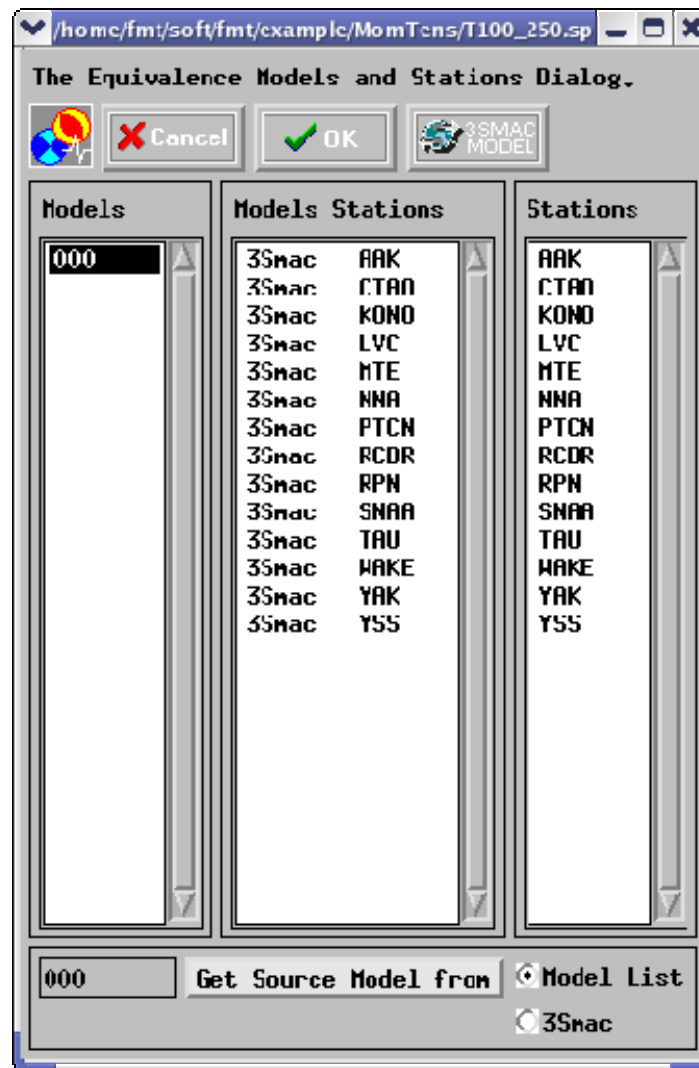 /home/fmt/soft/fmt/example/MomTens/T100_250.sp
The Equivalence Models and Stations Dialog.
Cancel OK 3SMAC MODEL
Models Models Stations Stations
000 3Smac AAK AAK
3Smac CTAO CTAO
3Smac KONO KONO
3Smac LVC LVC
3Smac MTE MTE
3Smac NNA NNA
3Smac PTCN PTCN
3Smac RCDR RCDR
3Smac RPN RPN
3Smac SNAA SNAA
3Smac TAU TAU
3Smac WAKE WAKE
3Smac YAK YAK
3Smac YSS YSS
000 Get Source Model from Model List
3Smac